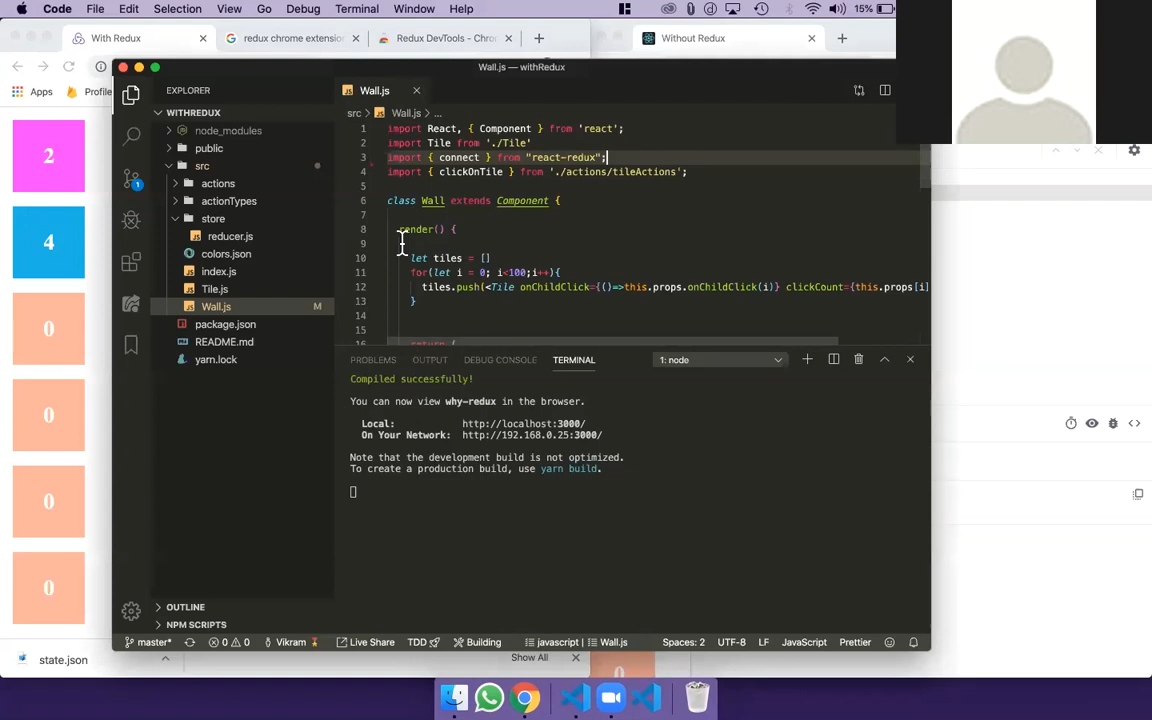 Code File Edit Selection View Go Debug Terminal Window Help 15%
With Redux redux chrome extension Redux DevTools - Chro Without Redux
Wall.js — withRedux
Apps Profile
EXPLORER Wall.js
WITHREDUX src Wall.js ...
node_modules
public
src
actions
actionTypes
store
reducer.js
colors.json
index.js
Tile.js
Wall.js M
package.json
README.md
yarn.lock
1 import React, { Component } from 'react';
2 import Tile from './Tile'
3 import { connect } from "react-redux";
4 import { clickOnTile } from './actions/tileActions';
5
6 class Wall extends Component {
7
8 render() {
9
10 let tiles = []
11 for(let i = 0; i<100;i++){
12 tiles.push(<Tile onChildClick={()=>this.props.onChildClick(i)} clickCount={this.props[i]
13 }
14
15
16 return (
2
4
0
0
0
0
PROBLEMS OUTPUT DEBUG CONSOLE TERMINAL 1: node
Compiled successfully!
You can now view why-redux in the browser.
Local: http://localhost:3000/
On Your Network: http://192.168.0.25:3000/
Note that the development build is not optimized.
To create a production build, use yarn build.
OUTLINE
NPM SCRIPTS
master* 0 0 Vikram Live Share TDD Building javascript | Wall.js Spaces: 2 UTF-8 LF JavaScript Prettier
state.json Show All
0